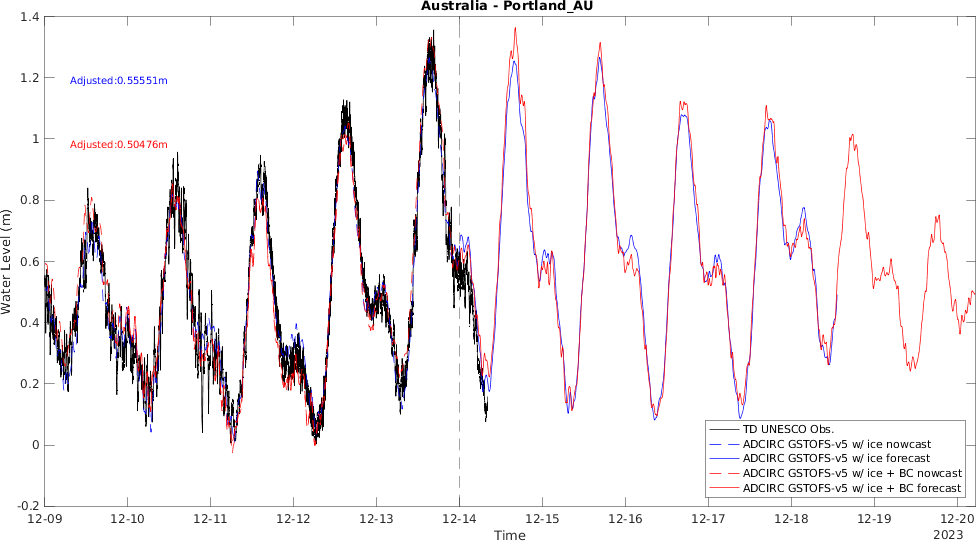 Australia - Portland_AU
1.4
1.2
1
0.8
0.6
0.4
0.2
0
-0.2
Water Level (m)
Adjusted:0.55551m
Adjusted:0.50476m
TD UNESCO Obs.
ADCIRC GSTOFS-v5 w/ ice nowcast
ADCIRC GSTOFS-v5 w/ ice forecast
ADCIRC GSTOFS-v5 w/ ice + BC nowcast
ADCIRC GSTOFS-v5 w/ ice + BC forecast
12-09 12-10 12-11 12-12 12-13 12-14 12-15 12-16 12-17 12-18 12-19 12-20
Time
2023